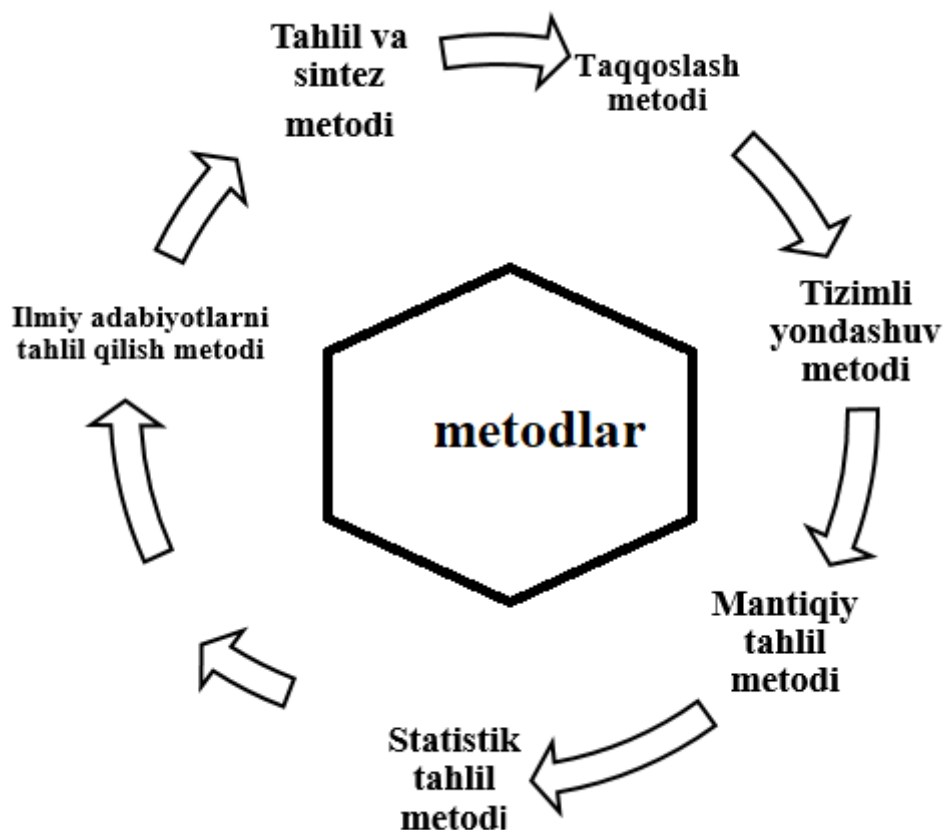 Tahlil va
sintez
metodi
Taqqoslash
metodi
Tizimli
yondashuv
metodi
Mantiqiy
tahlil
metodi
Statistik
tahlil
metodi
Ilmiy adabiyotlarni
tahlil qilish metodi
metodlar